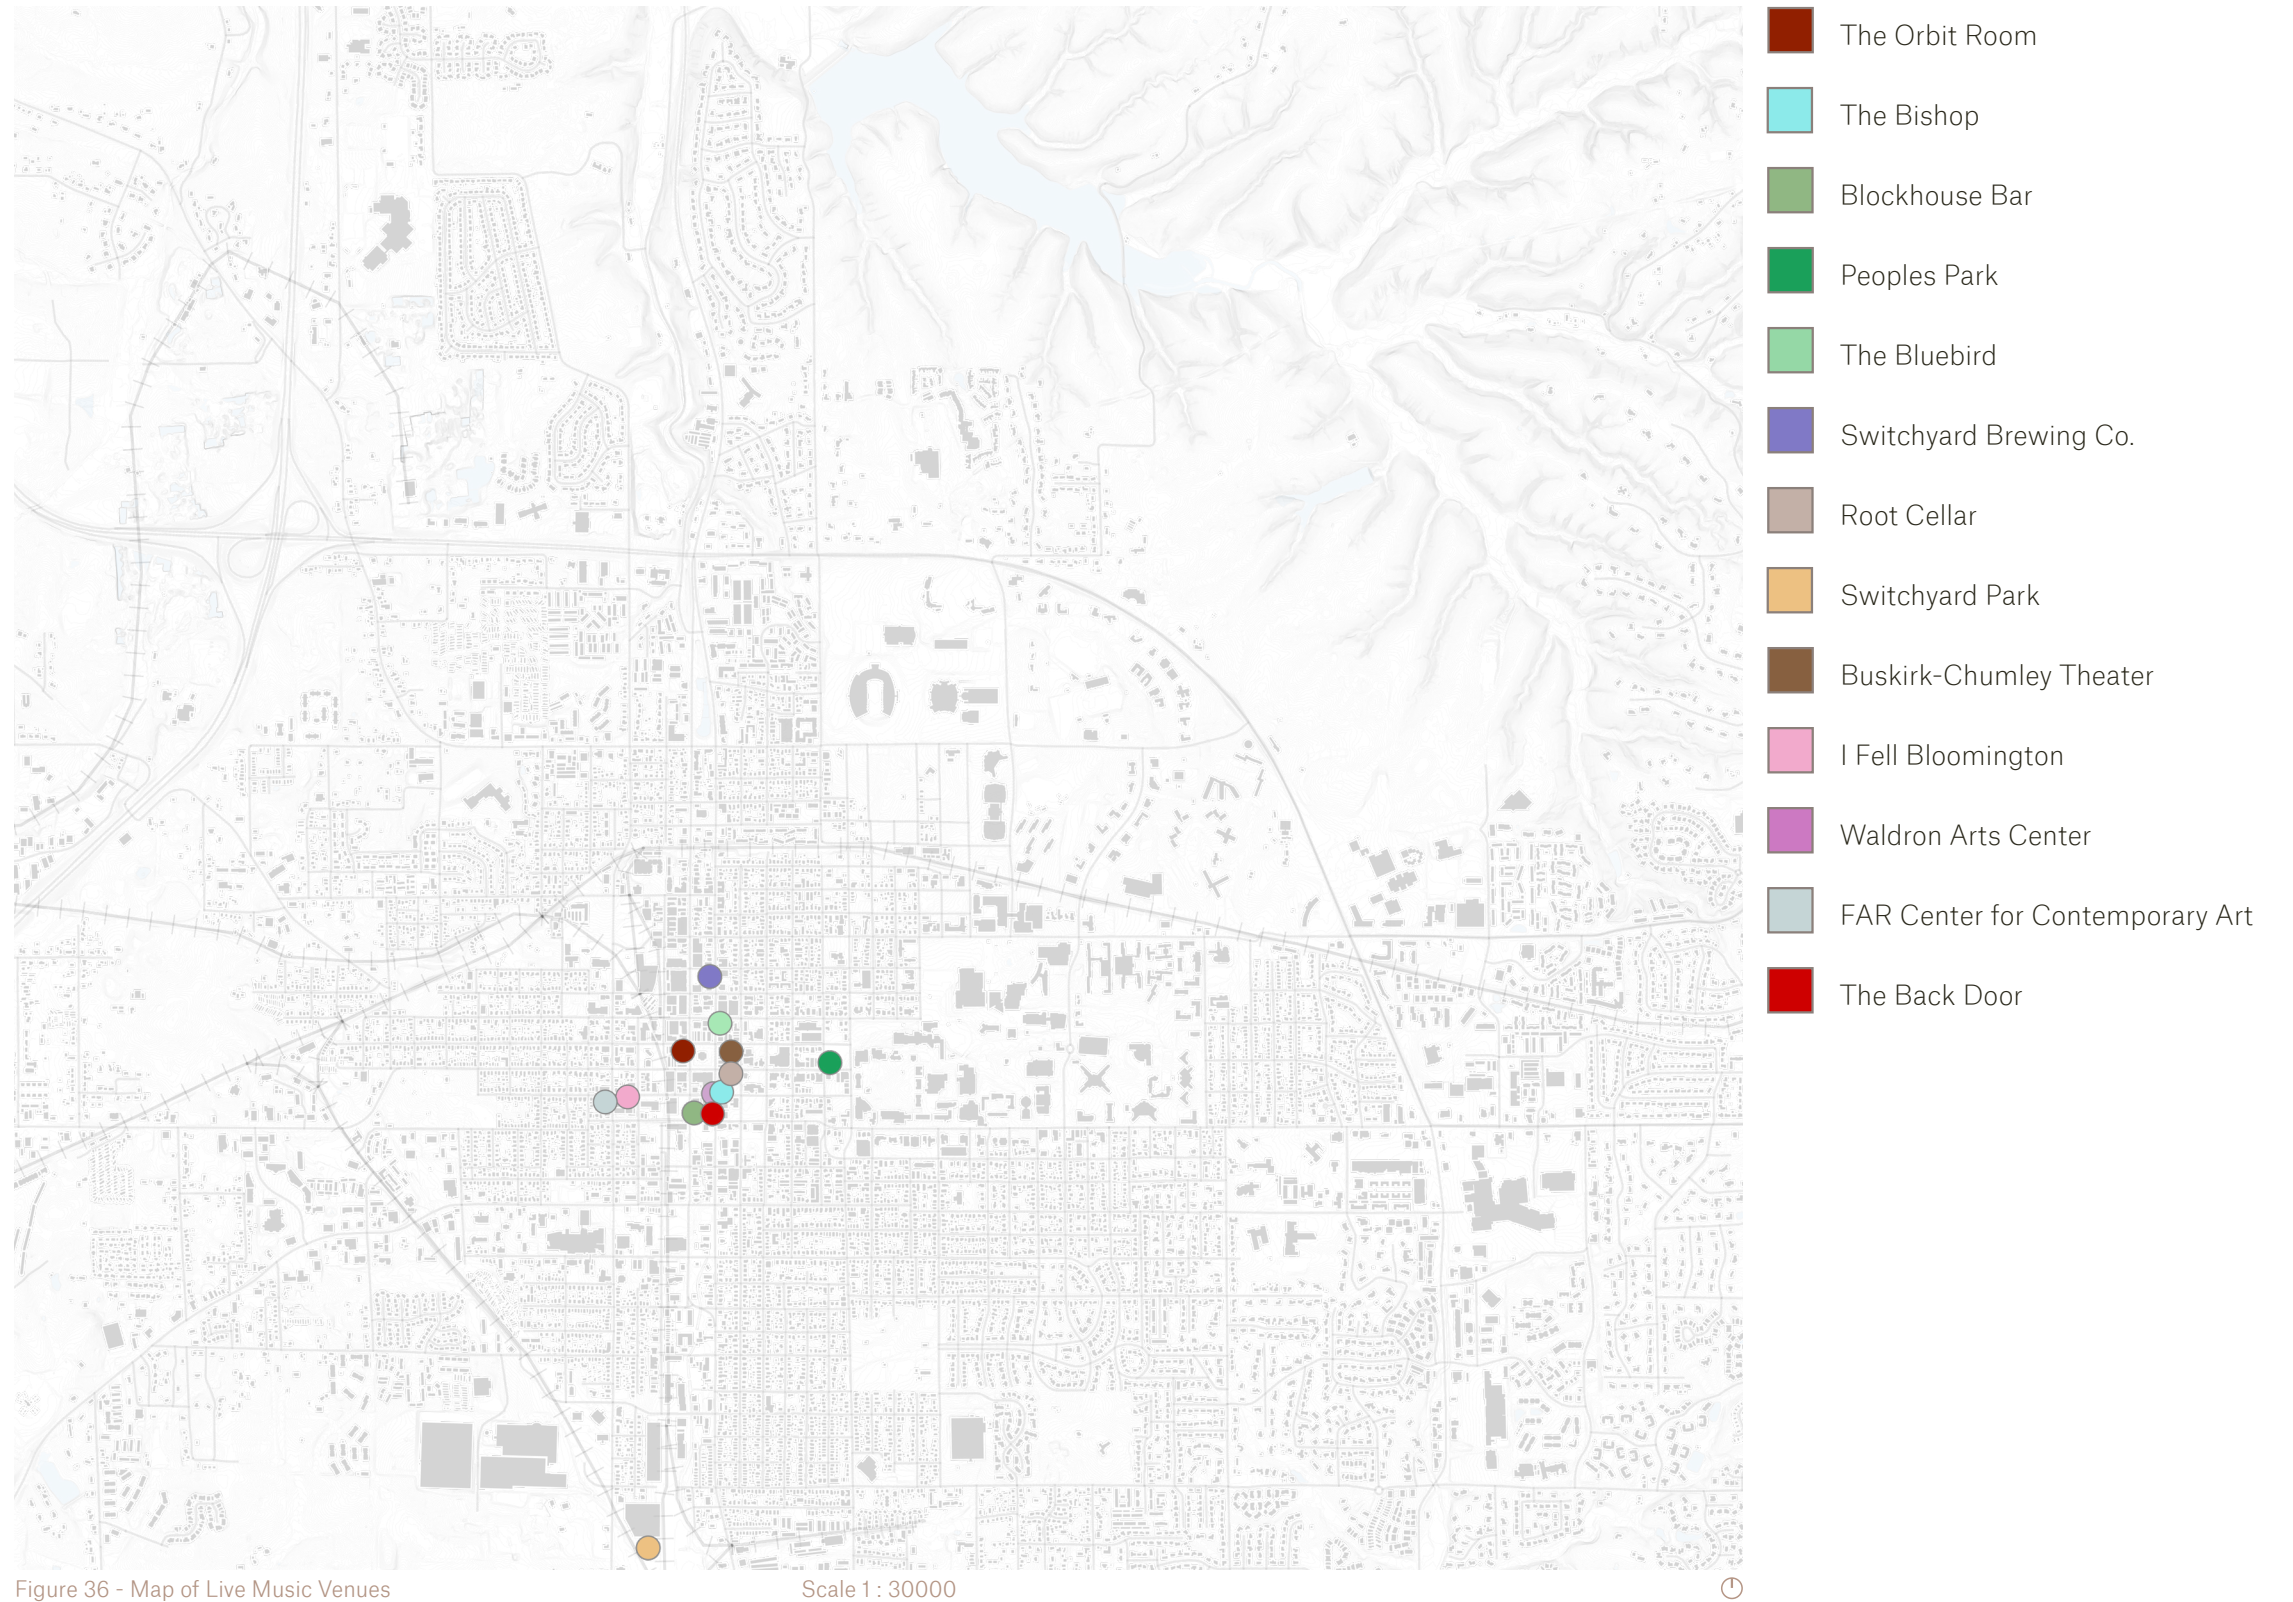 The Orbit Room
The Bishop
Blockhouse Bar
Peoples Park
The Bluebird
Switchyard Brewing Co.
Root Cellar
Switchyard Park
Buskirk-Chumley Theater
I Fell Bloomington
Waldron Arts Center
FAR Center for Contemporary Art
The Back Door
Figure 36 - Map of Live Music Venues
Scale 1 : 30000